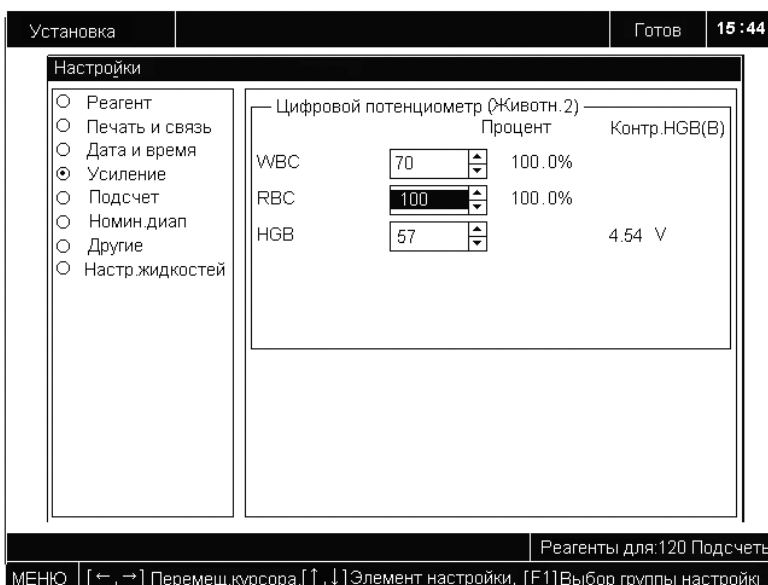 Установка Готов 15:44
Настройки
Реагент
Печать и связь
Дата и время
Усиление
Подсчет
Номин.диап
Другие
Настр.жидкостей
Цифровой потенциометр (Животн.2)
Процент Контр.HGB(В)
WBC 70 100.0%
RBC 100 100.0%
HGB 57 4.54 V
Реагенты для:120 Подсчеть
МЕНЮ [←,→] Перемещ.курсора,[↑,↓]Элемент настройки, [F1]Выбор группы настройки